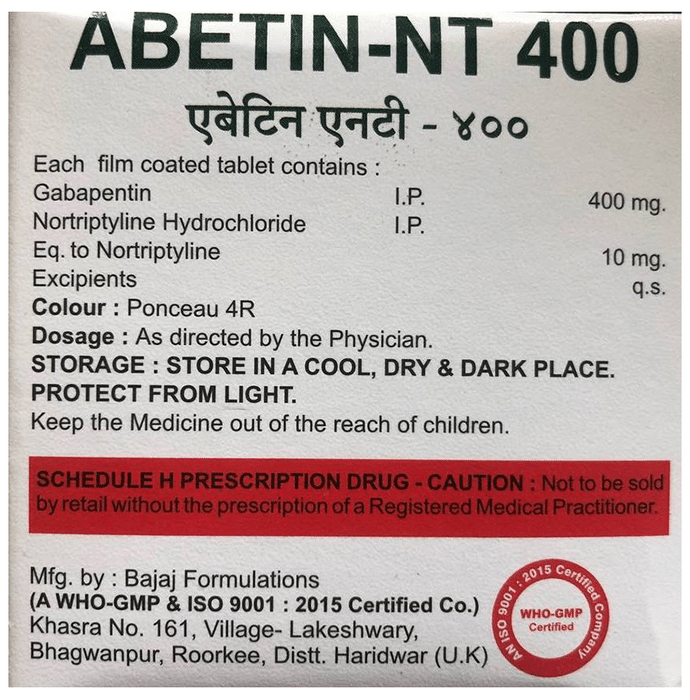 ABETIN-NT 400
एबेटिन एनटी - ४००
Each film coated tablet contains :
Gabapentin I.P. 400 mg.
Nortriptyline Hydrochloride I.P.
Eq. to Nortriptyline 10 mg.
Excipients q.s.
Colour : Ponceau 4R
Dosage : As directed by the Physician.
STORAGE : STORE IN A COOL, DRY & DARK PLACE.
PROTECT FROM LIGHT.
Keep the Medicine out of the reach of children.
SCHEDULE H PRESCRIPTION DRUG - CAUTION : Not to be sold
by retail without the prescription of a Registered Medical Practitioner.
Mfg. by : Bajaj Formulations
(A WHO-GMP & ISO 9001 : 2015 Certified Co.)
Khasra No. 161, Village- Lakeshwary,
Bhagwanpur, Roorkee, Distt. Haridwar (U.K)
AN ISO 9001 : 2015 Certified Company
WHO-GMP
Certified